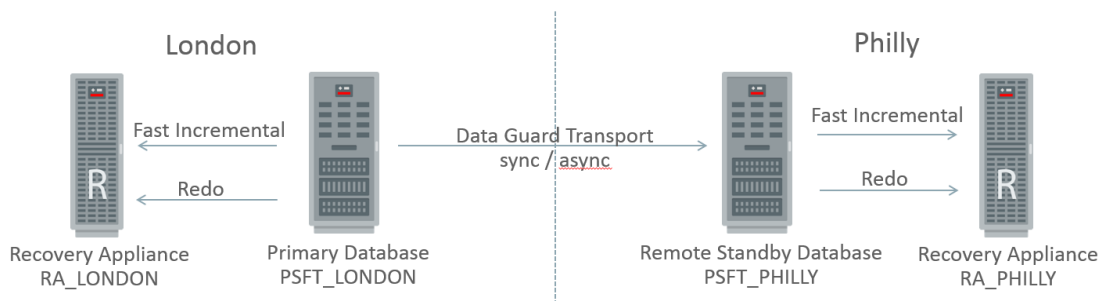 London
Philly
Fast Incremental
Redo
Data Guard Transport
sync / async
Fast Incremental
Redo
R
R
Recovery Appliance
RA_LONDON
Primary Database
PSFT_LONDON
Remote Standby Database
PSFT_PHILLY
Recovery Appliance
RA_PHILLY